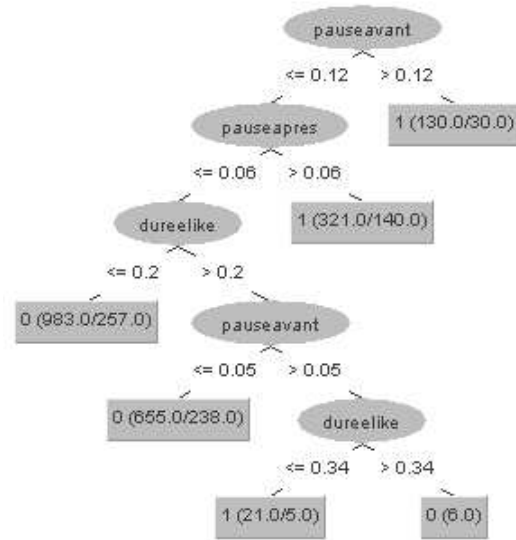 pauseavant
<= 0.12 > 0.12
pauseapres
1 (130.0/30.0)
<= 0.06 > 0.06
dureelike
1 (321.0/140.0)
<= 0.2 > 0.2
0 (983.0/257.0)
pauseavant
<= 0.05 > 0.05
0 (655.0/238.0)
dureelike
<= 0.34 > 0.34
1 (21.0/5.0)
0 (6.0)